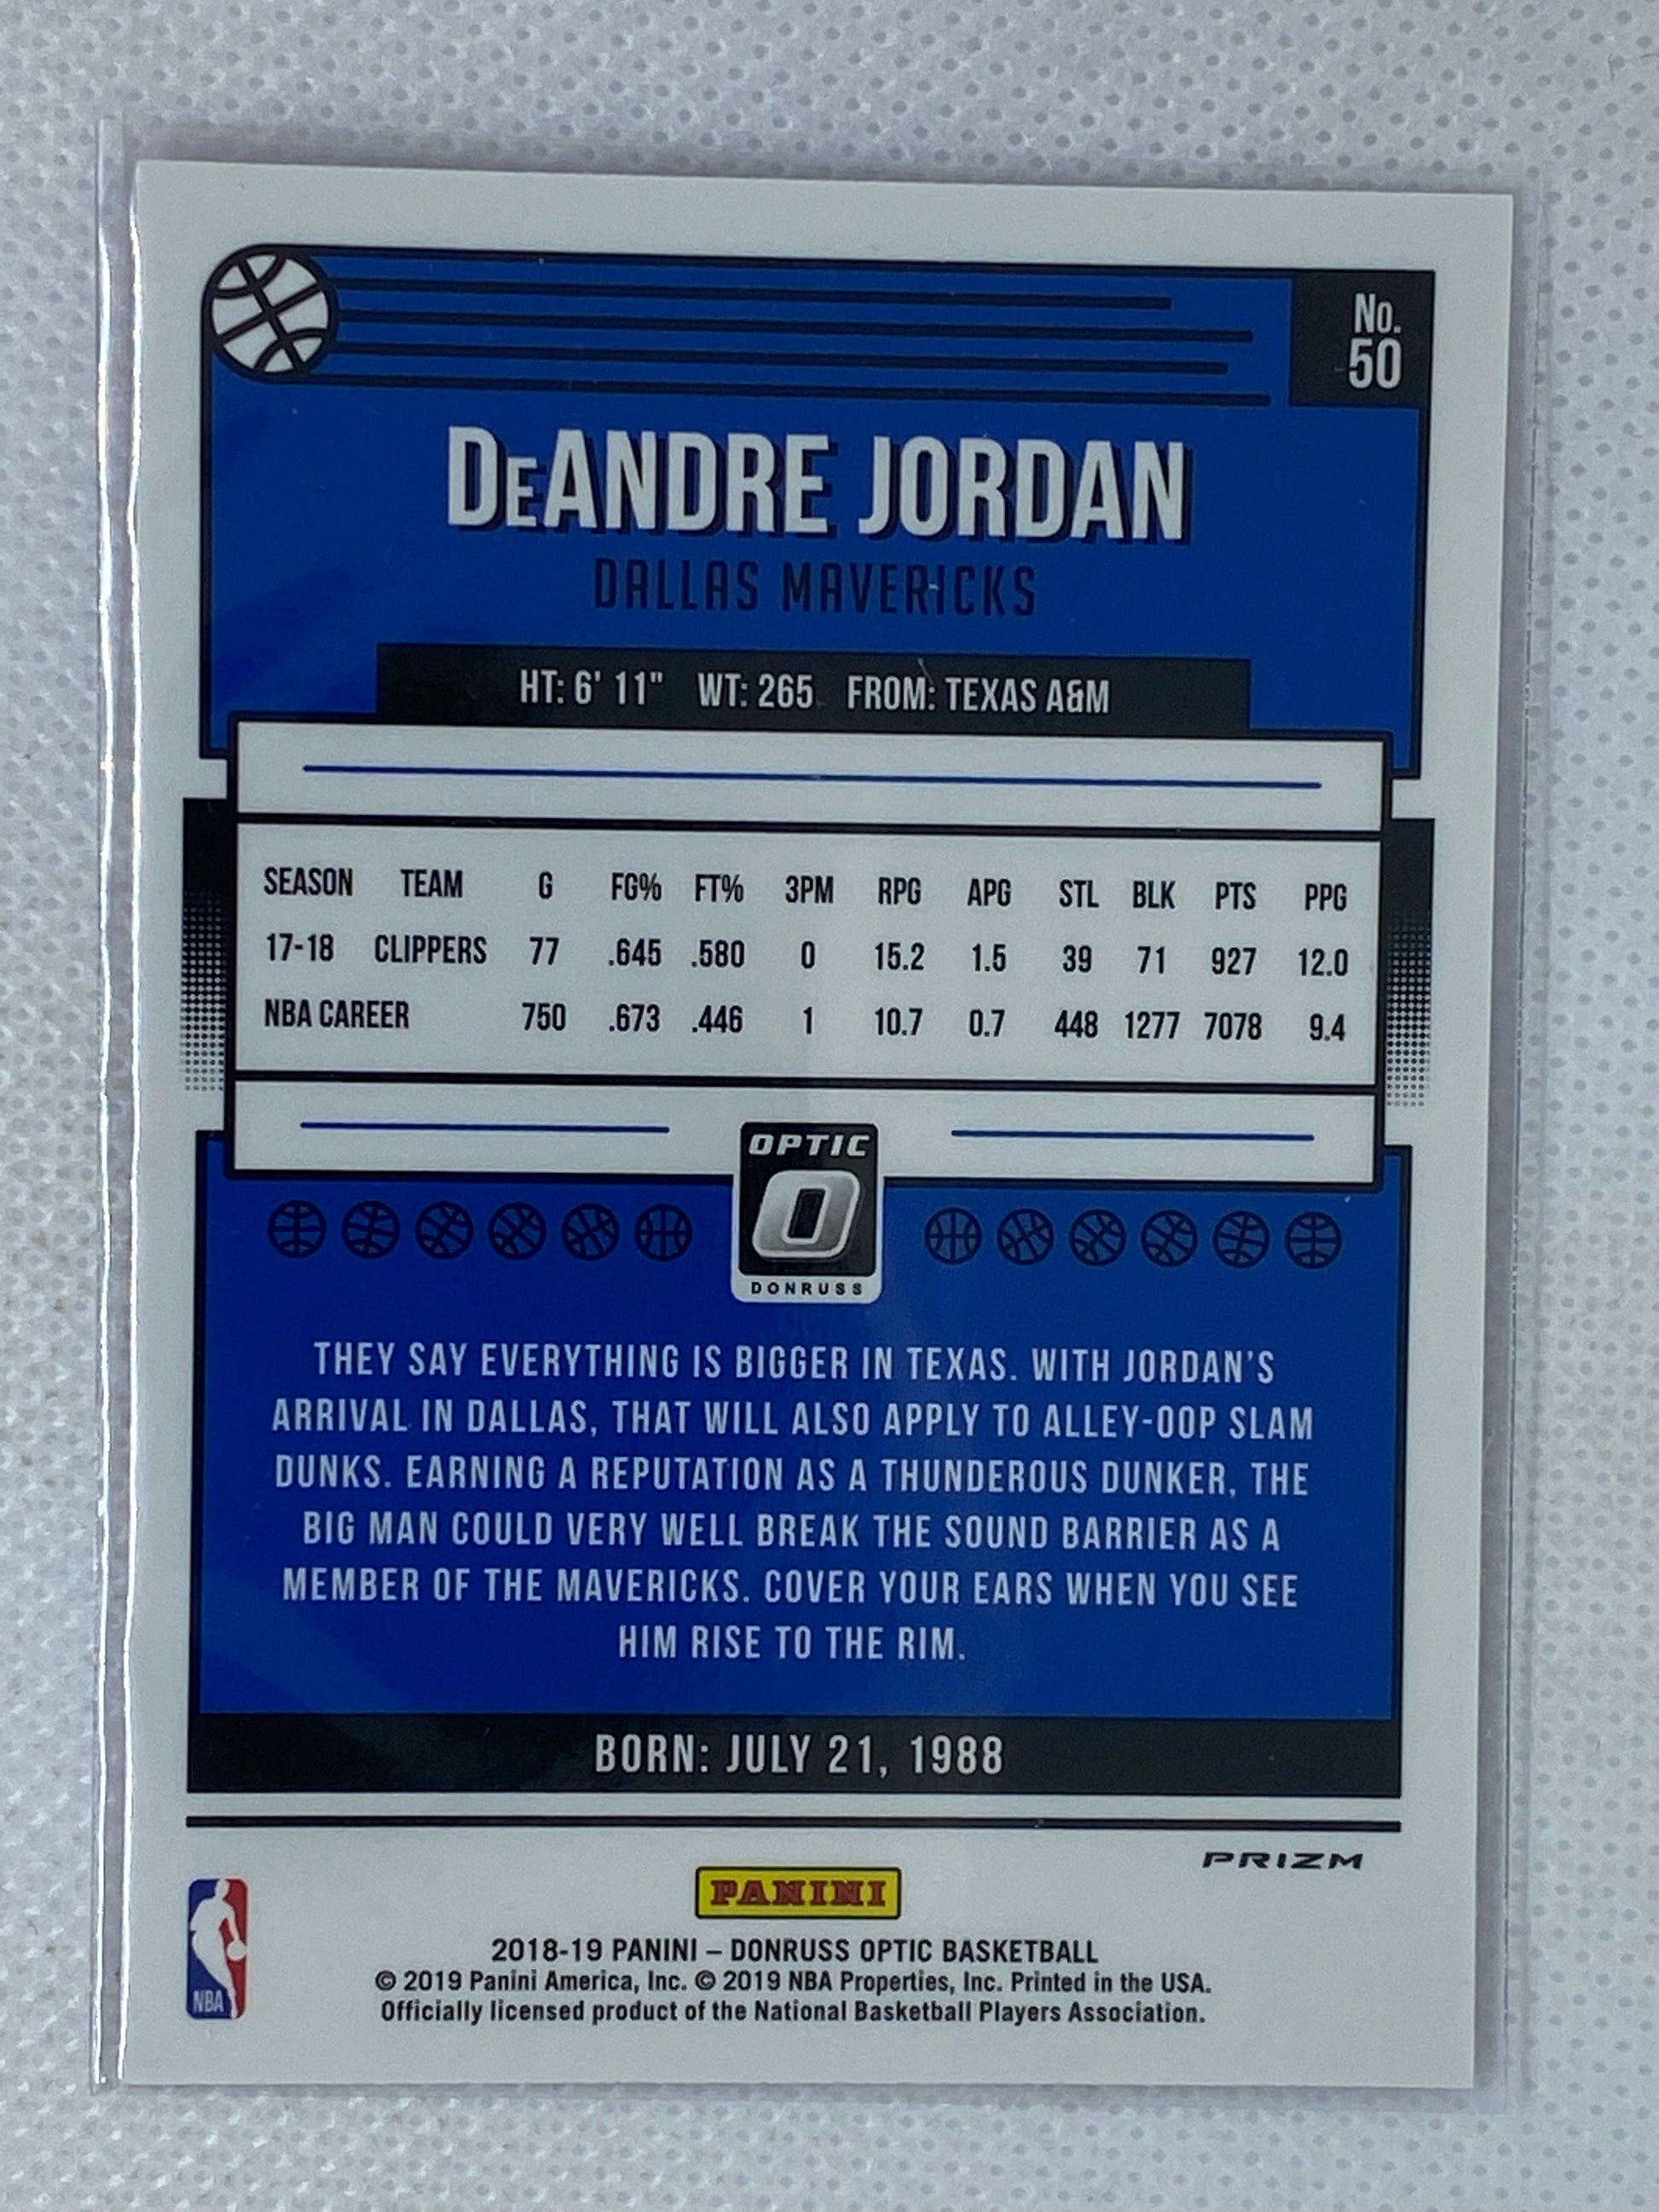 No.
50
DeANDRE JORDAN
DALLAS MAVERICKS
HT: 6' 11" WT: 265 FROM: TEXAS A&M
SEASON TEAM G FG% FT% 3PM RPG APG STL BLK PTS PPG
17-18 CLIPPERS 77 .645 .580 0 15.2 1.5 39 71 927 12.0
NBA CAREER 750 .673 .446 1 10.7 0.7 448 1277 7078 9.4
OPTIC
O
DONRUSS
THEY SAY EVERYTHING IS BIGGER IN TEXAS. WITH JORDAN'S
ARRIVAL IN DALLAS, THAT WILL ALSO APPLY TO ALLEY-OOP SLAM
DUNKS. EARNING A REPUTATION AS A THUNDEROUS DUNKER, THE
BIG MAN COULD VERY WELL BREAK THE SOUND BARRIER AS A
MEMBER OF THE MAVERICKS. COVER YOUR EARS WHEN YOU SEE
HIM RISE TO THE RIM.
BORN: JULY 21, 1988
PRIZM
PANINI
NBA
2018-19 PANINI – DONRUSS OPTIC BASKETBALL
© 2019 Panini America, Inc. © 2019 NBA Properties, Inc. Printed in the USA.
Officially licensed product of the National Basketball Players Association.